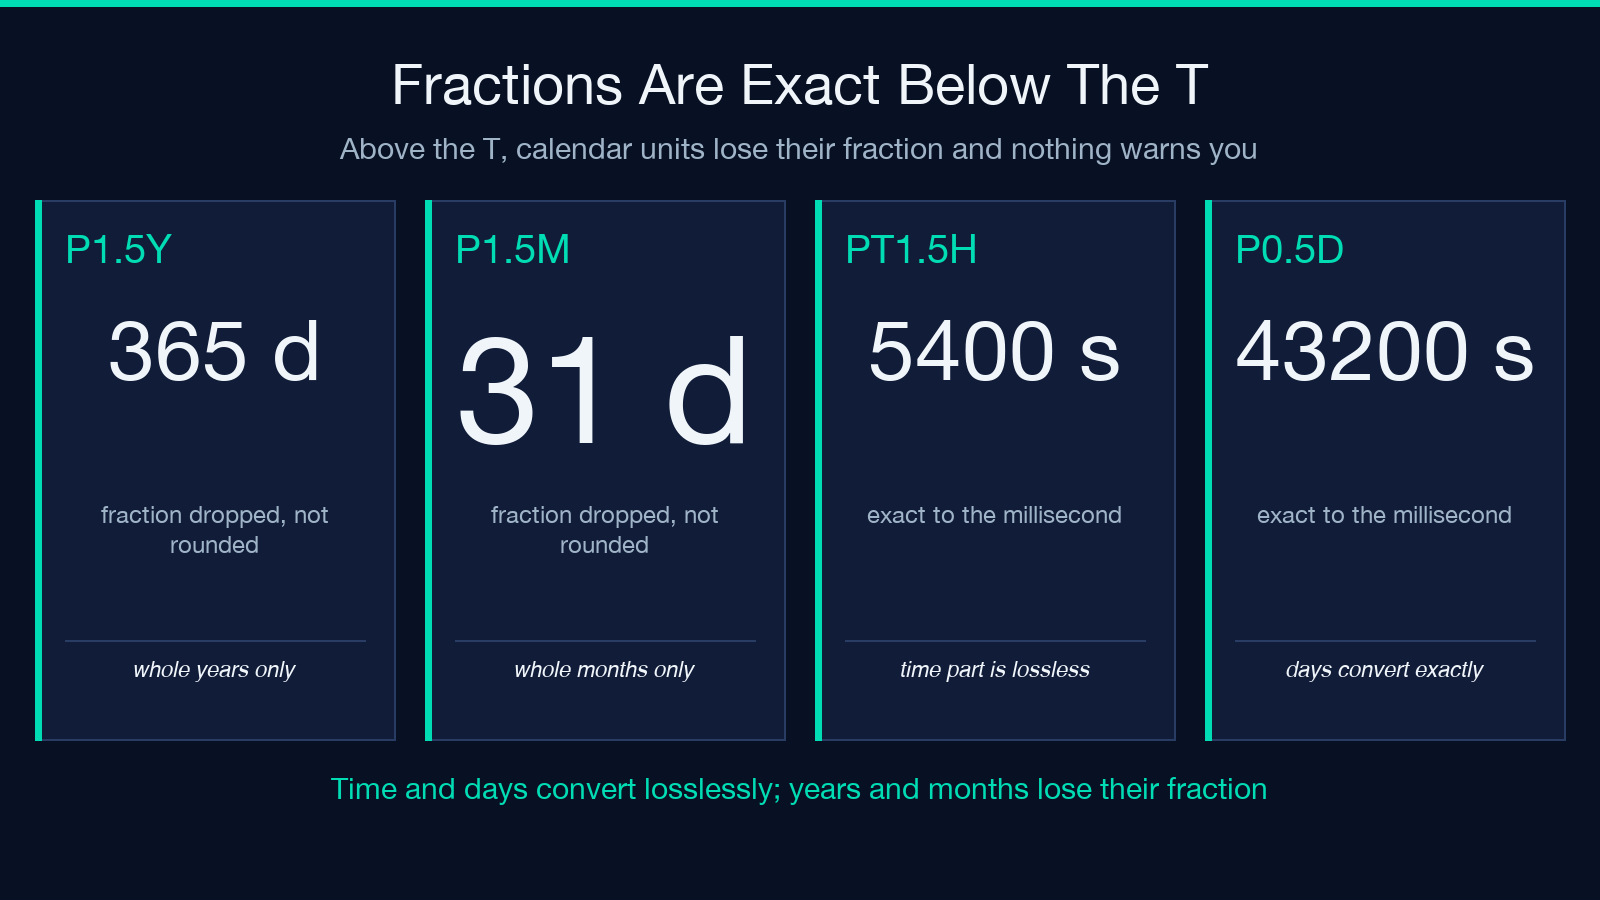 Fractions Are Exact Below The T
Above the T, calendar units lose their fraction and nothing warns you
P1.5Y
365 d
fraction dropped, not
rounded
whole years only
P1.5M
31 d
fraction dropped, not
rounded
whole months only
PT1.5H
5400 s
exact to the millisecond
time part is lossless
P0.5D
43200 s
exact to the millisecond
days convert exactly
Time and days convert losslessly; years and months lose their fraction